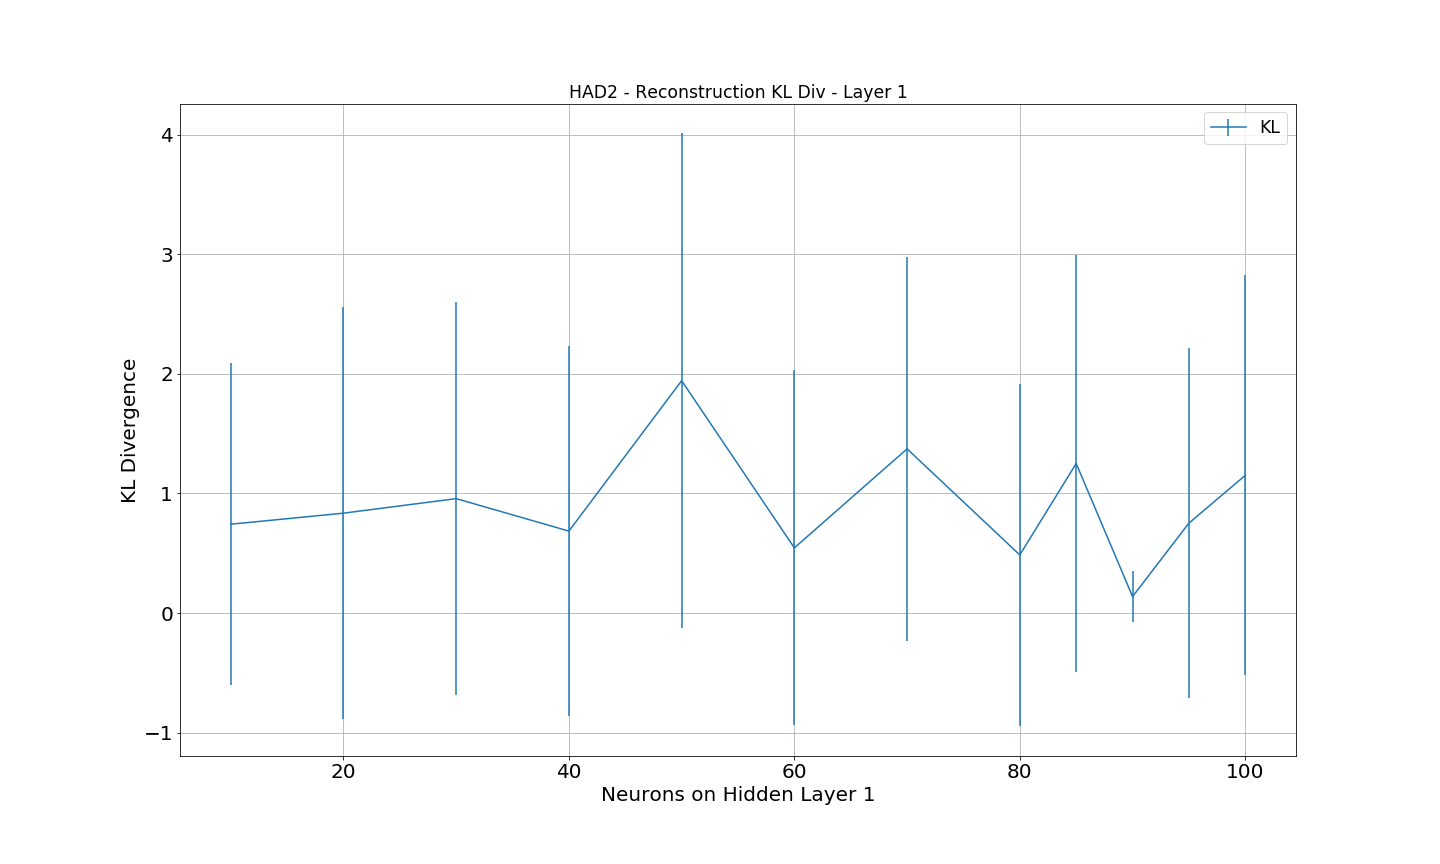 HAD2 - Reconstruction KL Div - Layer 1
KL
4
3
2
1
0
−1
KL Divergence
20 40 60 80 100
Neurons on Hidden Layer 1